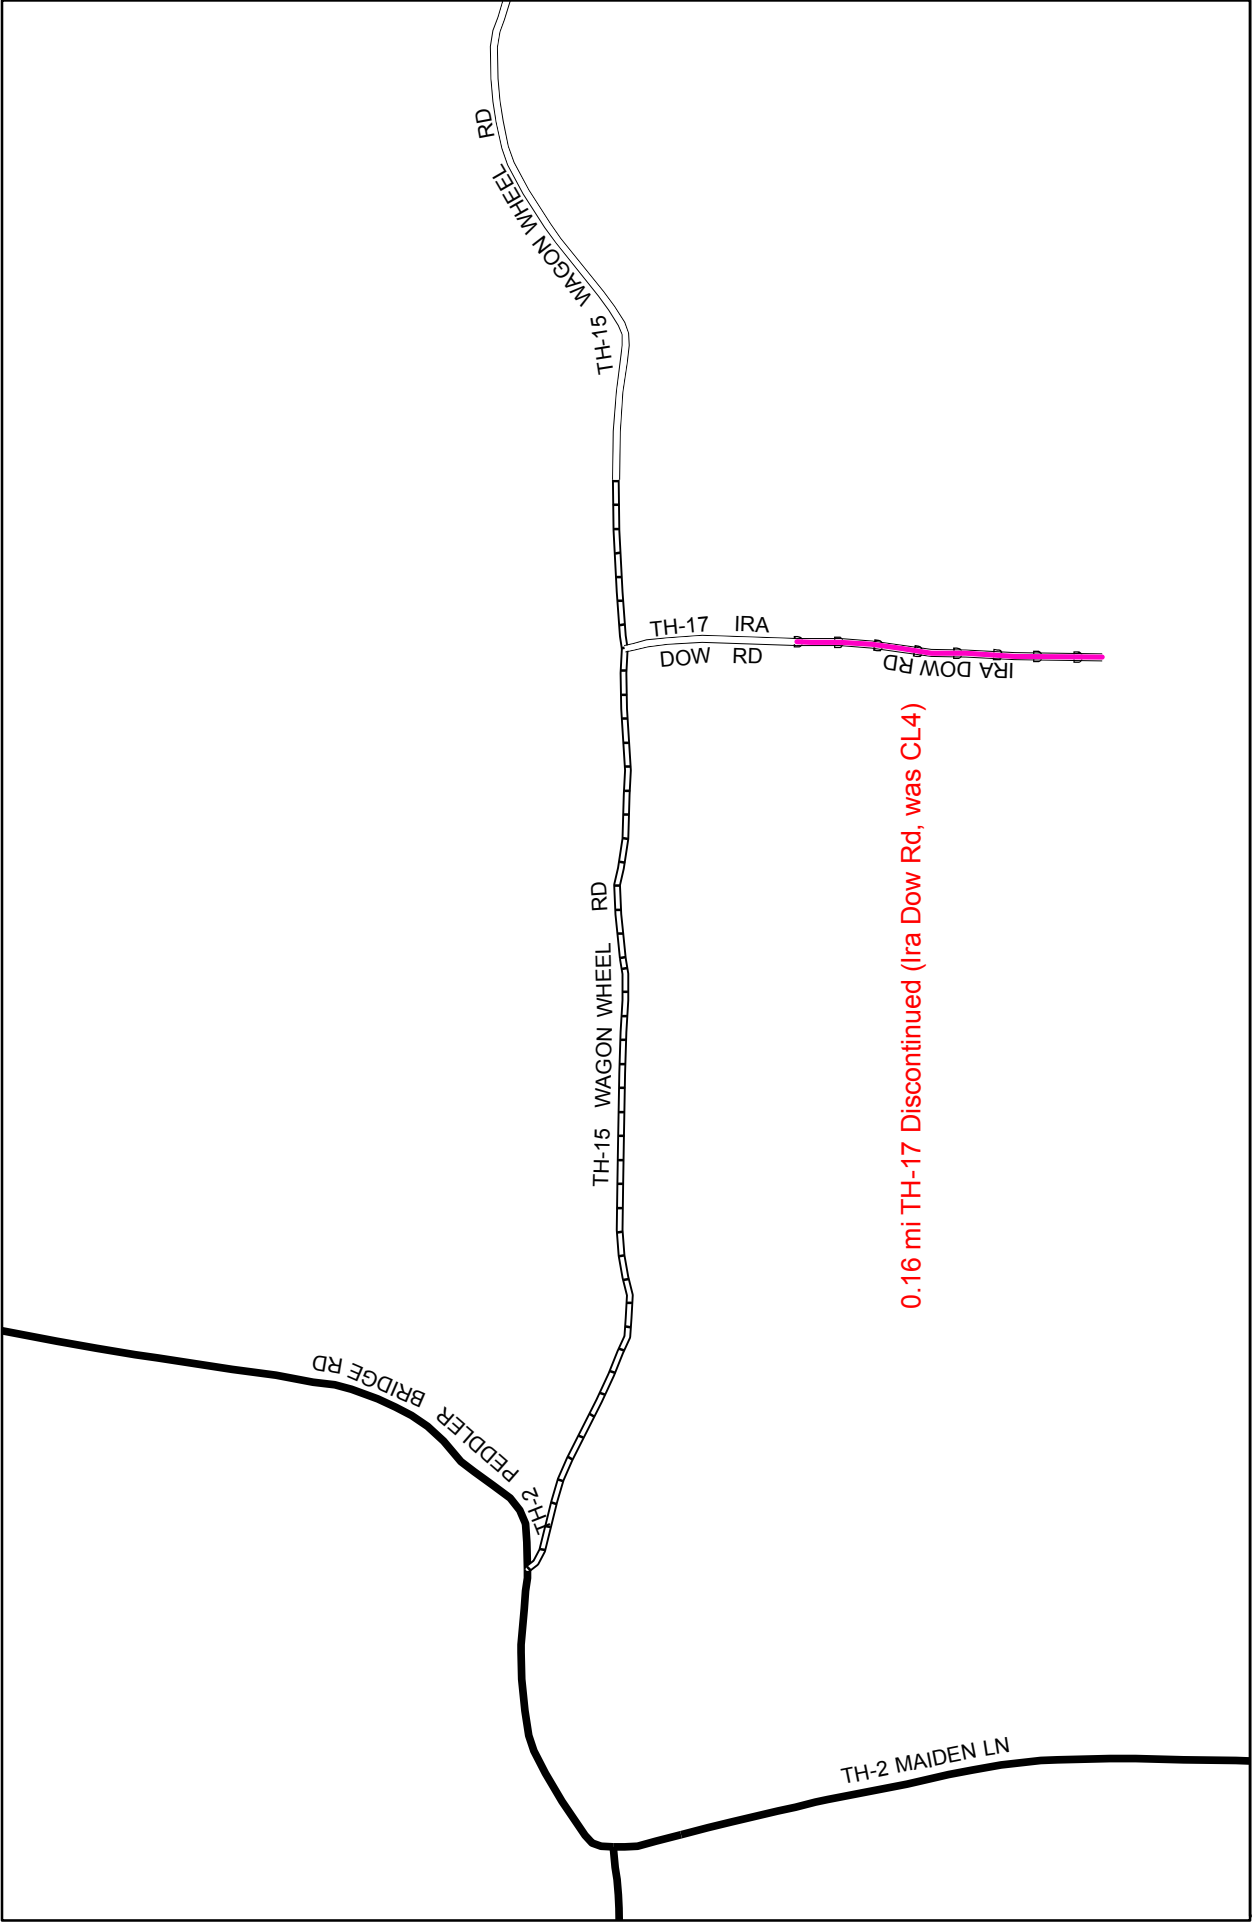 TH-15 WAGON WHEEL RD
TH-17 IRA
DOW RD
IRA DOW RD
0.16 mi TH-17 Discontinued (Ira Dow Rd, was CL4)
TH-15 WAGON WHEEL RD
TH-2 PEDDLER BRIDGE RD
TH-2 MAIDEN LN